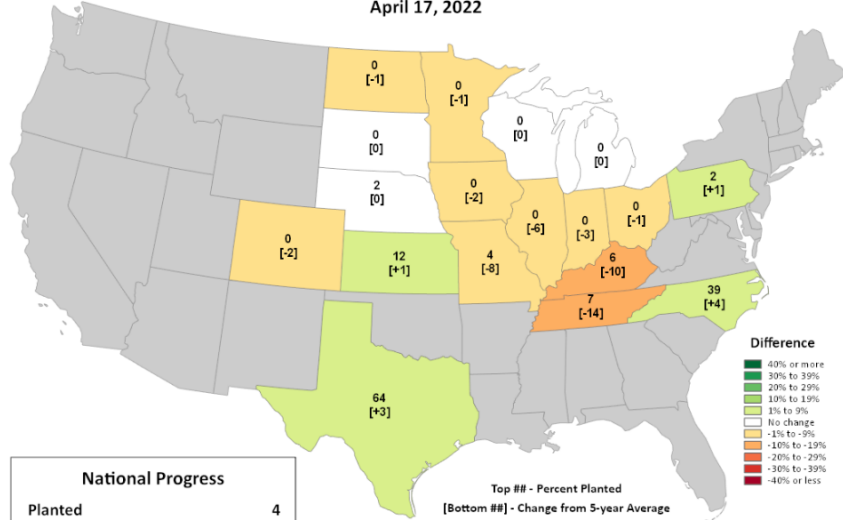 April 17, 2022
0
[-1]
0
[-1]
0
[0]
0
[0]
0
[0]
2
[0]
0
[-2]
2
[+1]
0
[-2]
12
[+1]
4
[-8]
0
[-6]
0
[-3]
0
[-1]
6
[-10]
7
[-14]
39
[+4]
64
[+3]
Difference
40% or more
30% to 39%
20% to 29%
10% to 19%
1% to 9%
No change
-1% to -9%
-10% to -19%
-20% to -29%
-30% to -39%
-40% or less
National Progress
Planted 4
Top ## - Percent Planted
[Bottom ##] - Change from 5-year Average